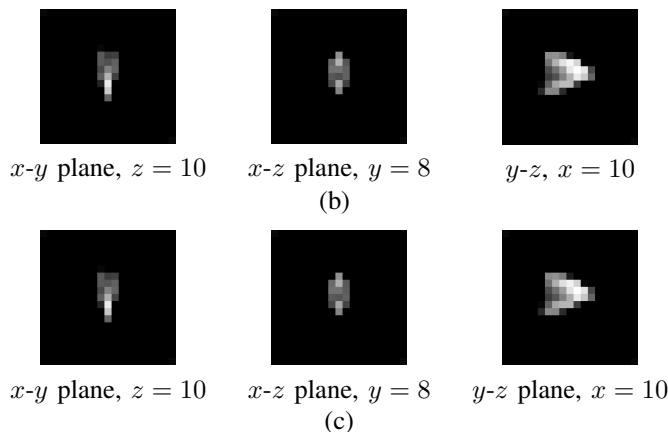 x-y plane, z = 10 x-z plane, y = 8 y-z, x = 10
(b)
x-y plane, z = 10 x-z plane, y = 8 y-z plane, x = 10
(c)